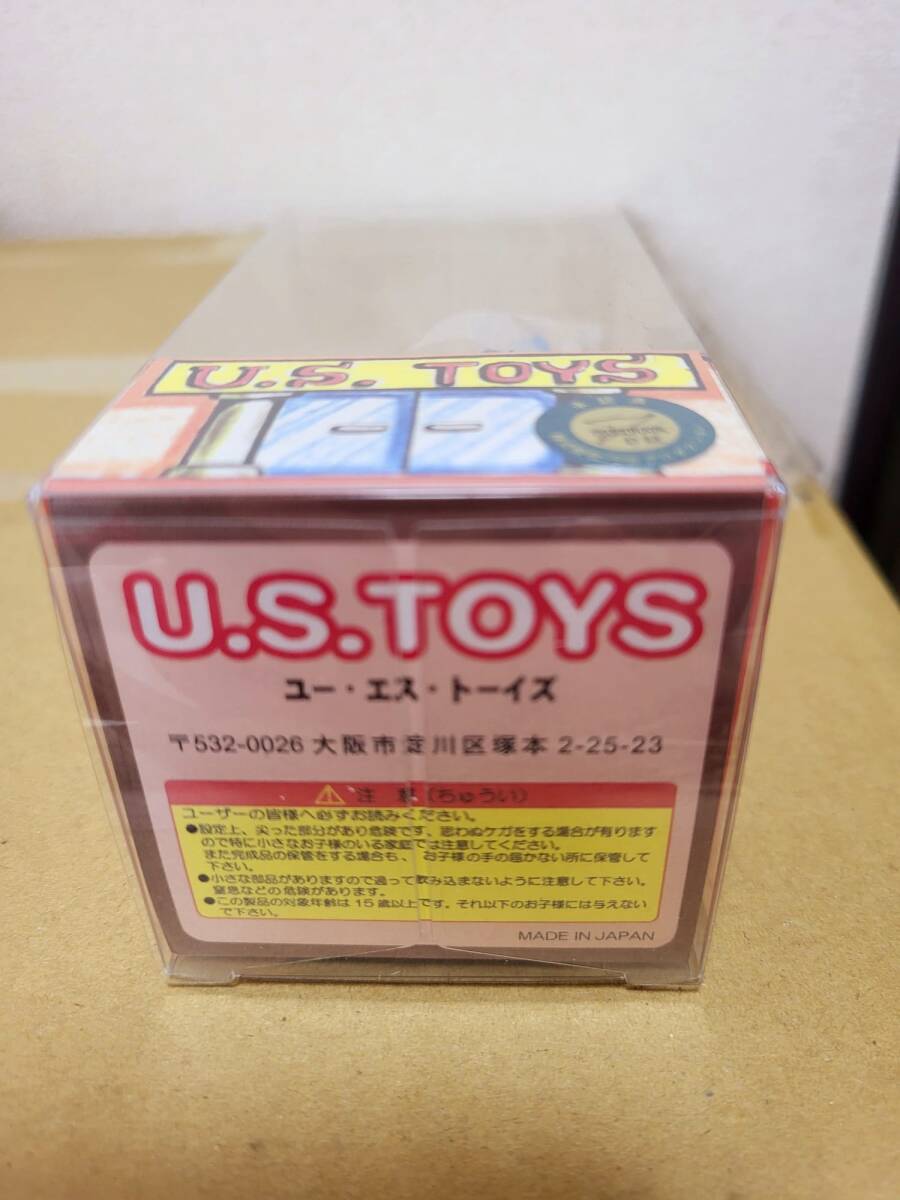 U.S. TOYS
U.S.TOYS
ユー・エス・トーイズ
〒532-0026 大阪市淀川区塚本 2-25-23
注 意（ちゅうい）
ユーザーの皆様へ必ずお読みください。
●設定上、尖った部分があり危険です、思わぬケガをする場合が有ります
ので特に小さなお子様のいる家庭では注意してください。
また完成品の保管をする場合も、 お子様の手の届かない所に保管して
下さい。
●小さな部品がありますので過って飲み込まないように注意して下さい。
窒息などの危険があります。
●この製品の対象年齢は 15 歳以上です。それ以下のお子様には与えない
で下さい。
MADE IN JAPAN